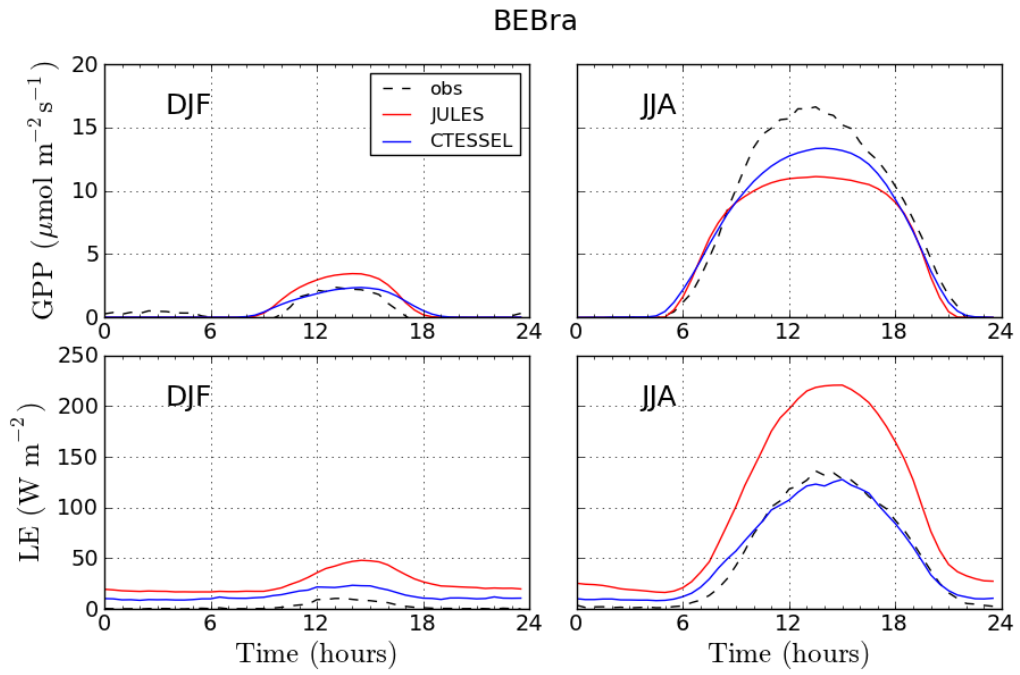 BEBra
GPP (μmol m⁻² s⁻¹)
20
15
10
5
0
DJF
obs
JULES
CTESSEL
0 6 12 18 24
JJA
0 6 12 18 24
LE (W m⁻²)
250
200
150
100
50
0
DJF
0 6 12 18 24
Time (hours)
JJA
0 6 12 18 24
Time (hours)